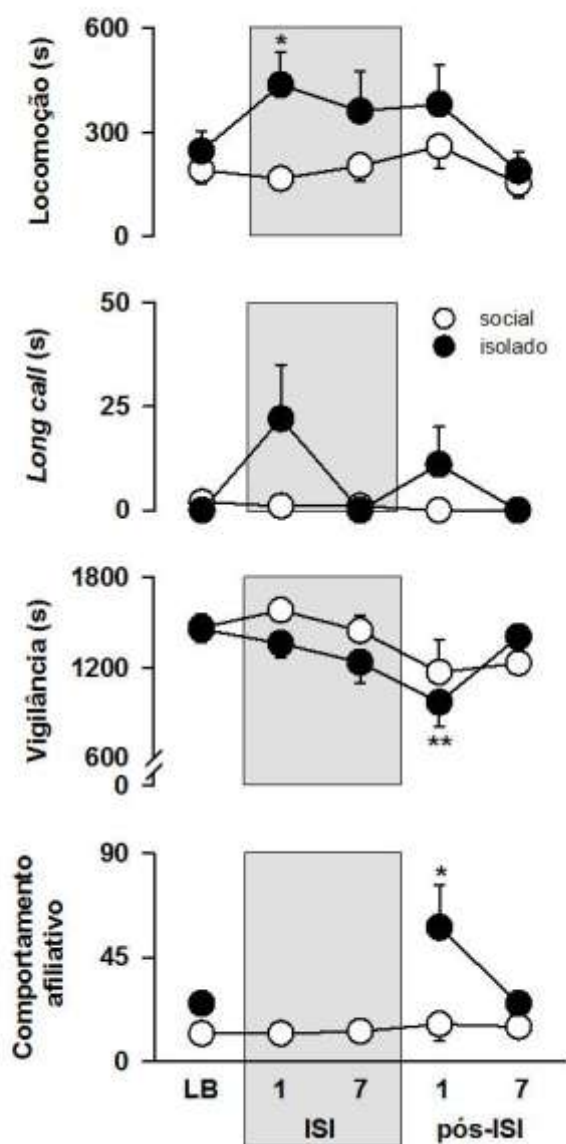 600
*
Locomoção (s)
300
0
50
social
isolado
Long call (s)
25
0
1800
Vigilância (s)
1200
600
0
**
90
*
Comportamento
afiliativo
45
0
LB 1 7 1 7
ISI pós-ISI